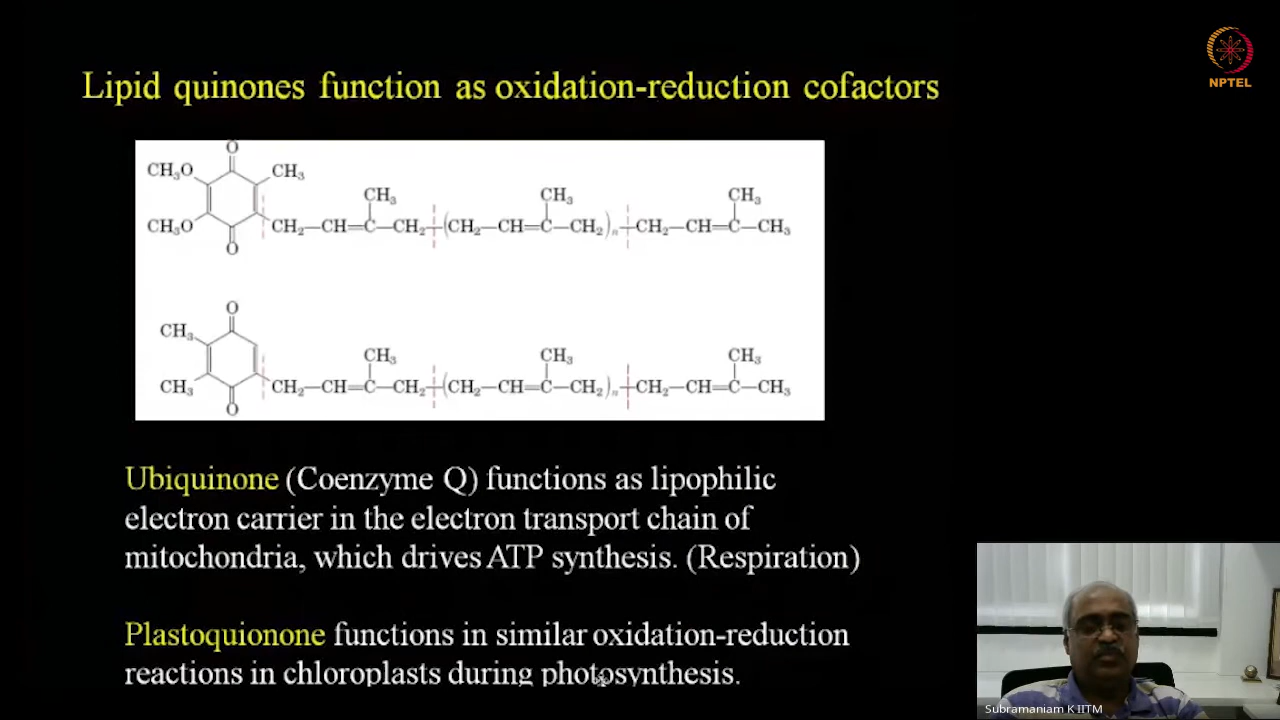 Lipid quinones function as oxidation-reduction cofactors
NPTEL
O
CH₃O CH₃ CH₃ CH₃ CH₃
CH₃O CH₂—CH=C—CH₂—(CH₂—CH=C—CH₂)ₙ—CH₂—CH=C—CH₃
O
O
CH₃ CH₃ CH₃ CH₃
CH₃ CH₂—CH=C—CH₂—(CH₂—CH=C—CH₂)ₙ—CH₂—CH=C—CH₃
O
Ubiquinone (Coenzyme Q) functions as lipophilic
electron carrier in the electron transport chain of
mitochondria, which drives ATP synthesis. (Respiration)
Plastoquionone functions in similar oxidation-reduction
reactions in chloroplasts during photosynthesis.
Subramaniam K IITM